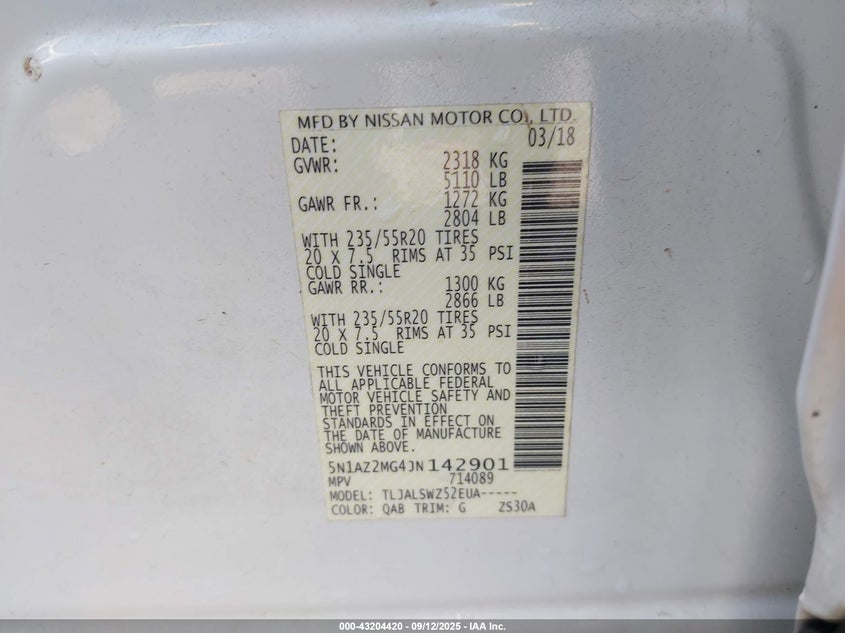 MFD BY NISSAN MOTOR CO., LTD.
DATE: 03/18
GVWR: 2318 KG
5110 LB
GAWR FR.: 1272 KG
2804 LB
WITH 235/55R20 TIRES
20 X 7.5 RIMS AT 35 PSI
COLD SINGLE
GAWR RR.: 1300 KG
2866 LB
WITH 235/55R20 TIRES
20 X 7.5 RIMS AT 35 PSI
COLD SINGLE
THIS VEHICLE CONFORMS TO
ALL APPLICABLE FEDERAL
MOTOR VEHICLE SAFETY AND
THEFT PREVENTION
STANDARDS IN EFFECT ON
THE DATE OF MANUFACTURE
SHOWN ABOVE.
5N1AZ2MG4JN142901
MPV 714089
MODEL: TLJALSWZ52EUA-----
COLOR: QAB TRIM: G ZS30A
000-43204420 - 09/12/2025 - IAA Inc.